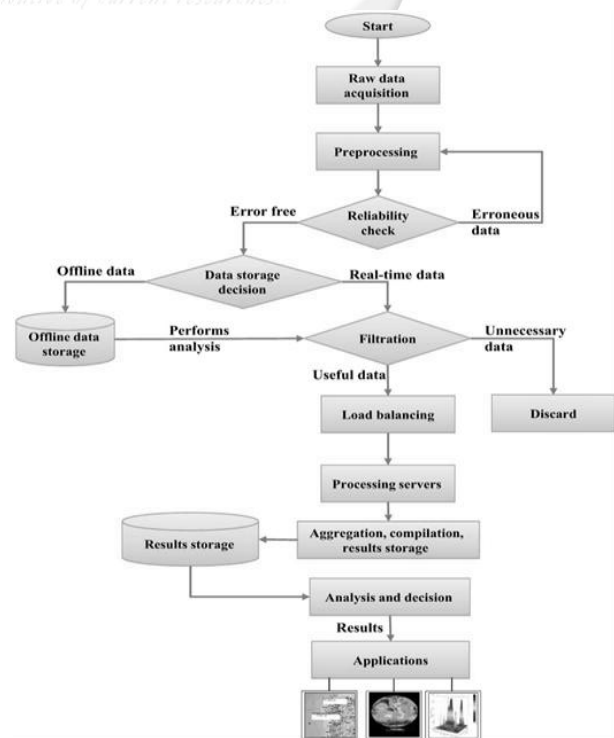 Start
Raw data
acquisition
Preprocessing
Reliability
check
Error free
Erroneous
data
Data storage
decision
Offline data
Real-time data
Offline data
storage
Performs
analysis
Filtration
Unnecessary
data
Useful data
Load balancing
Discard
Processing servers
Aggregation, compilation,
results storage
Results storage
Analysis and decision
Results
Applications